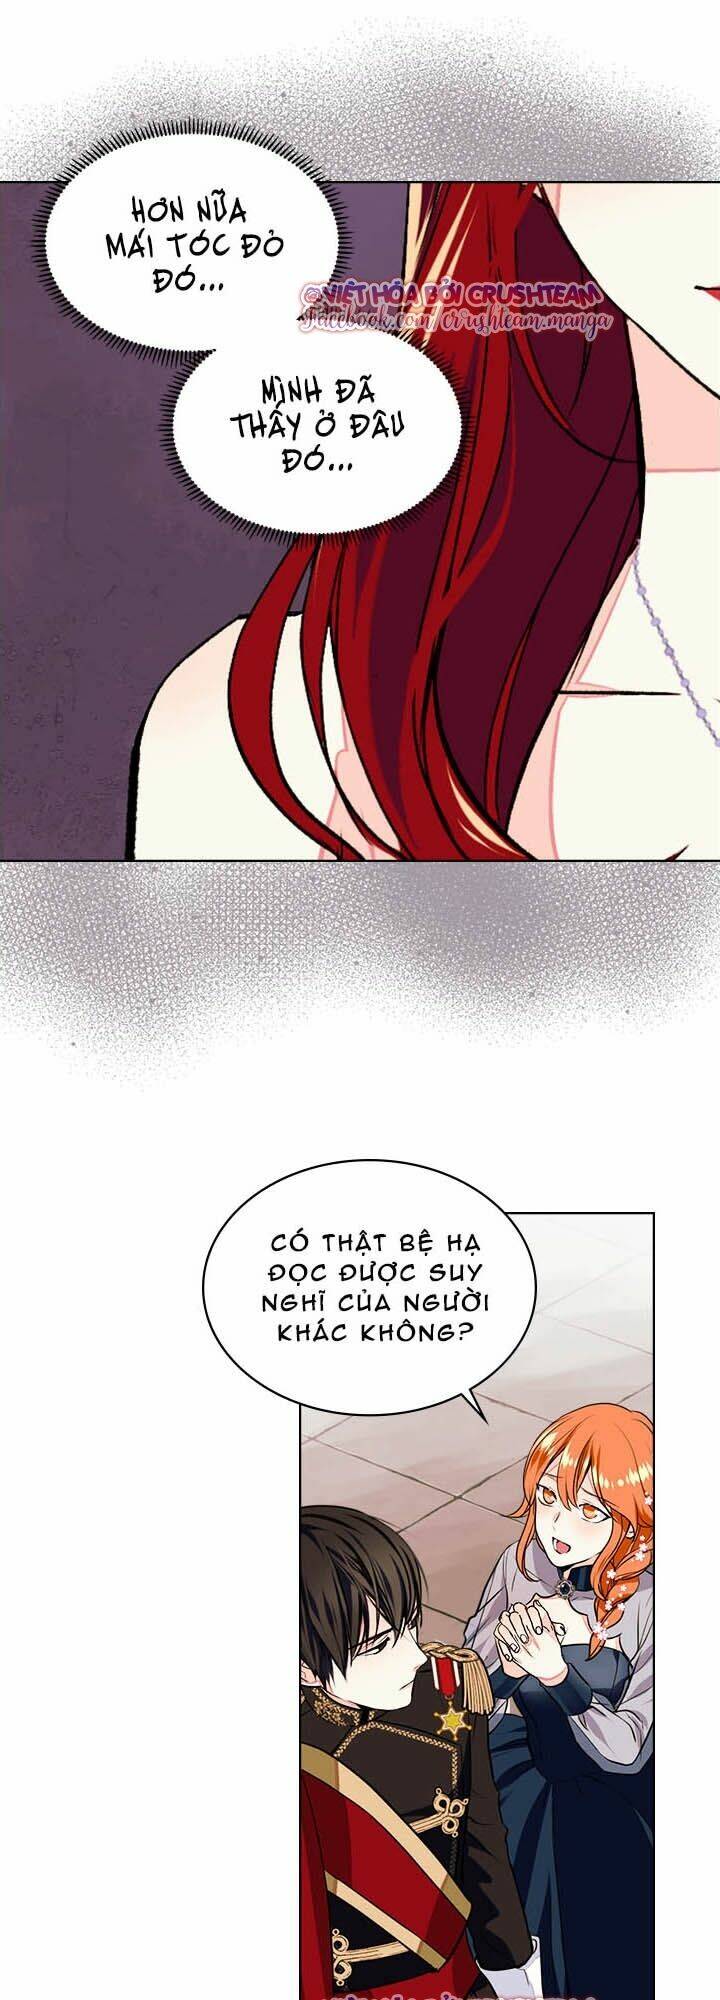 HƠN NỮA
MÁI TÓC ĐỎ
ĐÓ...
@VIỆT HÓA BỞI CRUSHTEAM
Facebook.com/crushteam.manga
MÌNH ĐÃ
THẤY Ở ĐÂU
ĐÓ...
CÓ THẬT BỆ HẠ
ĐỌC ĐƯỢC SUY
NGHĨ CỦA NGƯỜI
KHÁC KHÔNG?